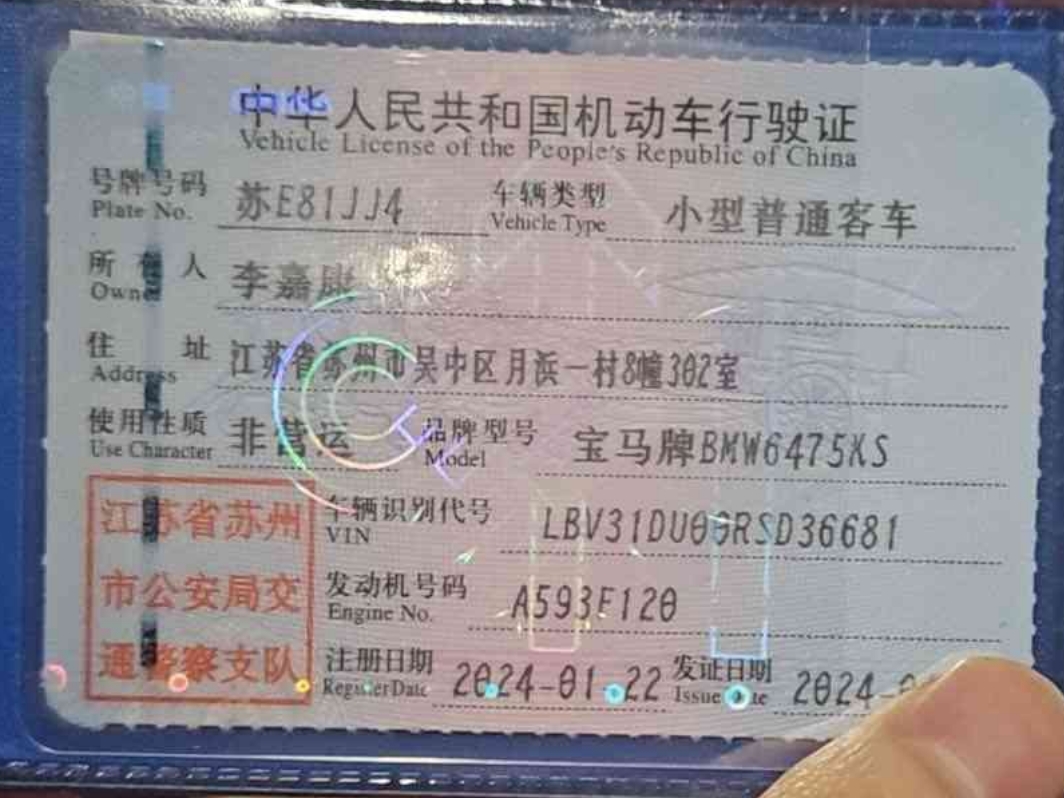 中华人民共和国机动车行驶证
Vehicle License of the People's Republic of China
号牌号码 苏E81JJ4 车辆类型 小型普通客车
Plate No. Vehicle Type
所有人 李嘉康
Owner
住址 江苏省苏州市吴中区月浜一村8幢302室
Address
使用性质 非营运 品牌型号 宝马牌BMW6475KS
Use Character Model
江苏省苏州 车辆识别代号 LBV31DU00RSD36681
VIN
市公安局交 发动机号码 A593F120
Engine No.
通警察支队 注册日期 2024-01-22 发证日期 2024-
Register Date Issue Date